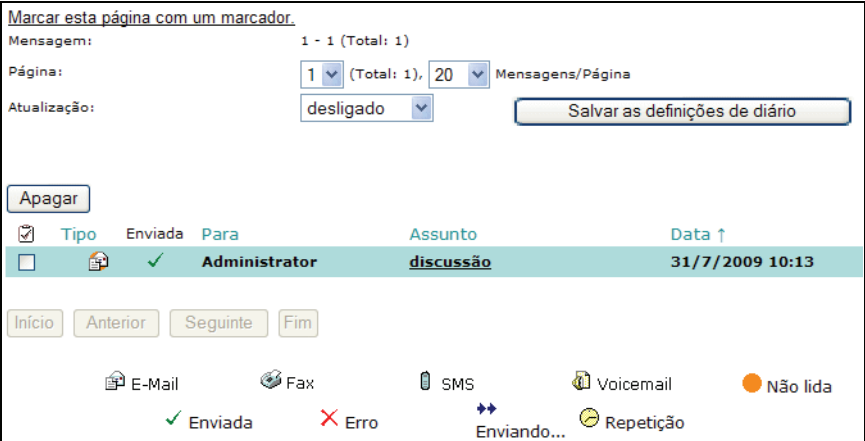 Marcar esta página com um marcador.
Mensagem: 1 - 1 (Total: 1)
Página: 1 (Total: 1), 20 Mensagens/Página
Atualização: desligado Salvar as definições de diário
Apagar
Tipo Enviada Para Assunto Data ↑
Administrator discussão 31/7/2009 10:13
Início Anterior Seguinte Fim
E-Mail Fax SMS Voicemail Não lida
Enviada Erro Enviando... Repetição